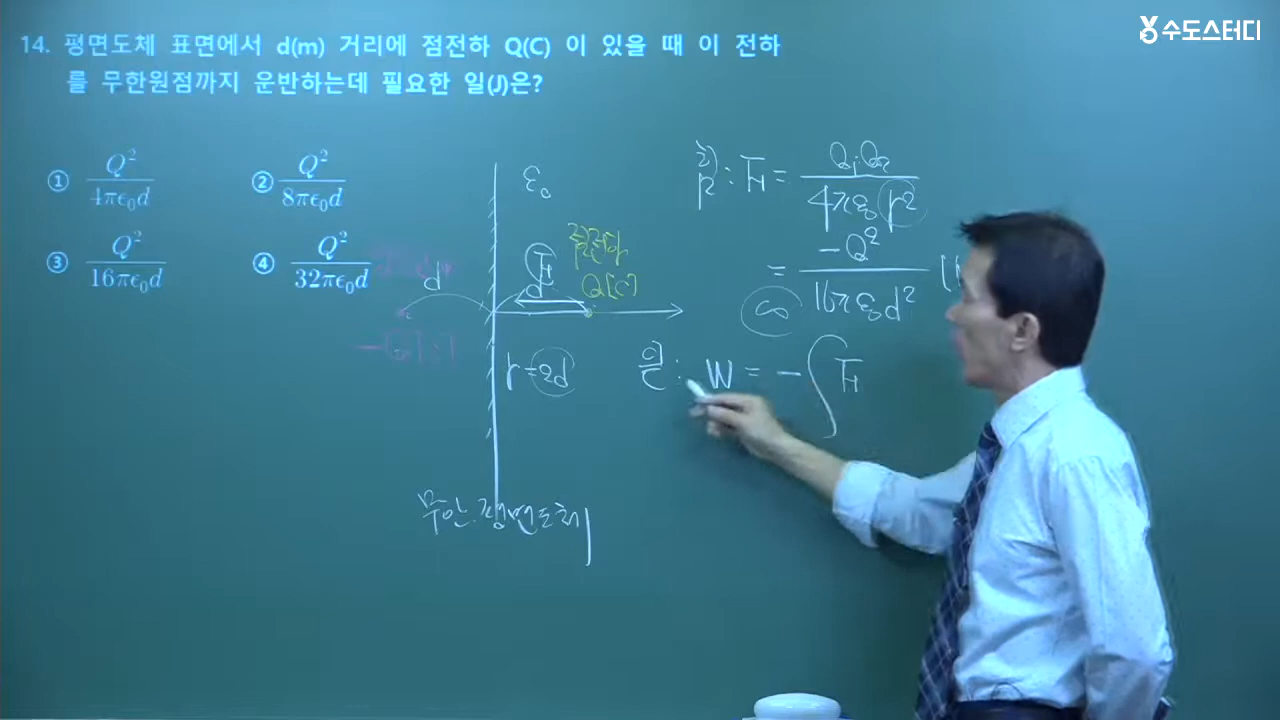 수도스터디
14. 평면도체 표면에서 d(m) 거리에 점전하 Q(C) 이 있을 때 이 전하
를 무한원점까지 운반하는데 필요한 일(J)은?
① Q² / 4πϵ₀d
② Q² / 8πϵ₀d
③ Q² / 16πϵ₀d
④ Q² / 32πϵ₀d
ε₀
점전하
Q[C]
F
d
d
r=2d
무한평면도체
힘: F = Q₁Q₂ / 4πε₀r²
= -Q² / 16πε₀d²
∞
일: W = -∫F